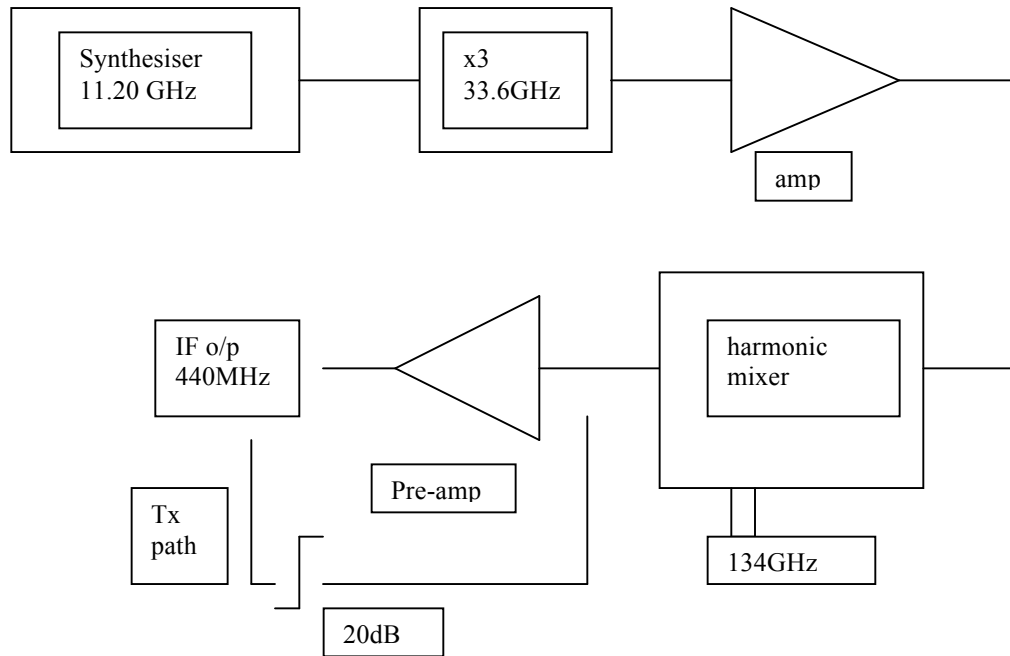 Synthesiser
11.20 GHz
x3
33.6GHz
amp
IF o/p
440MHz
harmonic
mixer
Pre-amp
Tx
path
134GHz
20dB